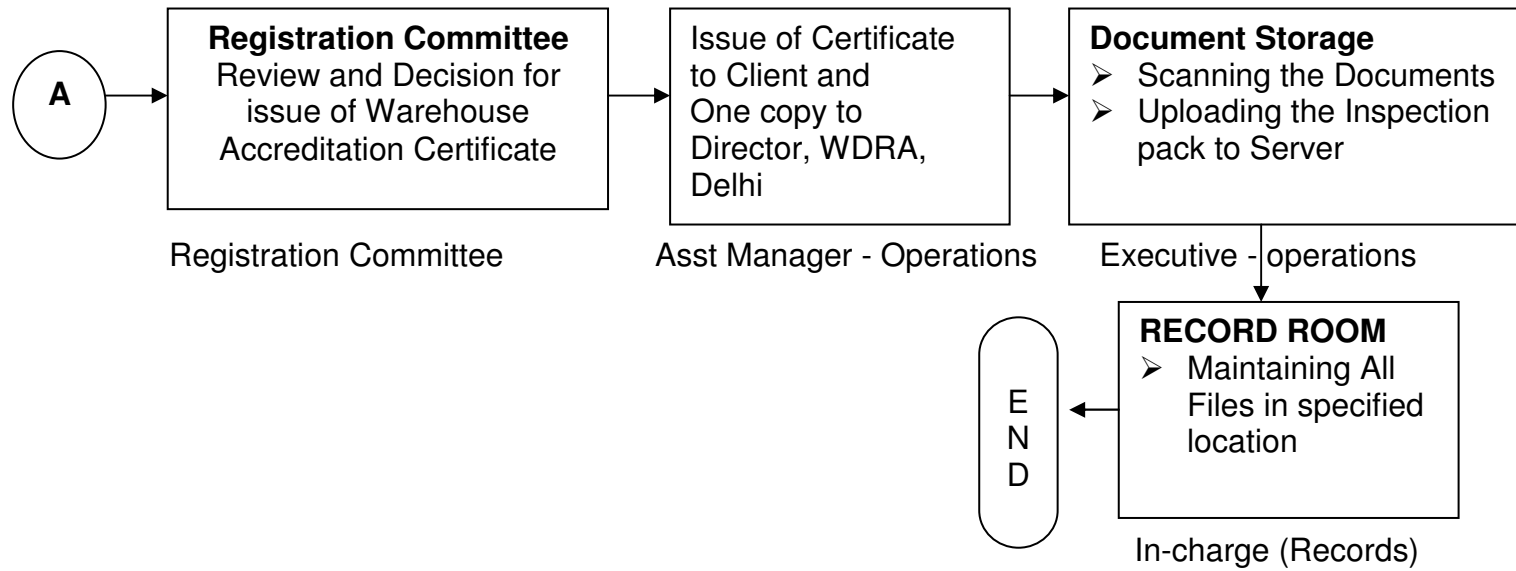 A
Registration Committee
Review and Decision for
issue of Warehouse
Accreditation Certificate
Registration Committee
Issue of Certificate
to Client and
One copy to
Director, WDRA,
Delhi
Asst Manager - Operations
Document Storage
➢ Scanning the Documents
➢ Uploading the Inspection
pack to Server
Executive - operations
RECORD ROOM
➢ Maintaining All
Files in specified
location
In-charge (Records)
E
N
D